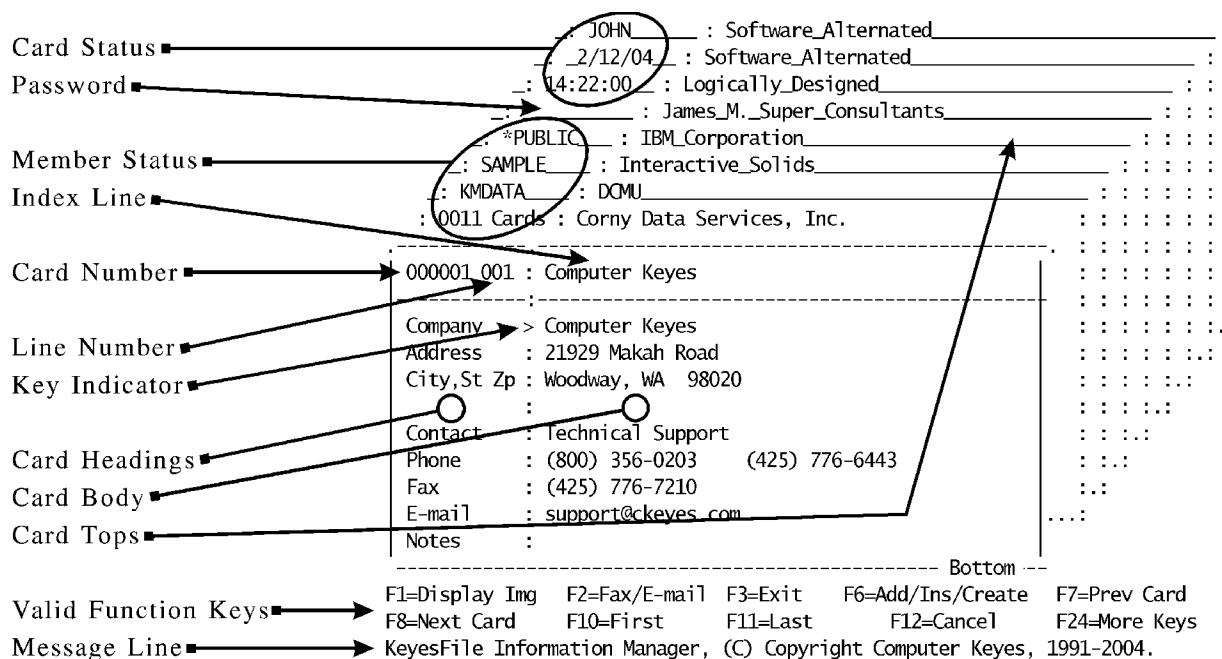 _: JOHN______ : Software_Alternated
Card Status
_: _2/12/04__ : Software_Alternated :
Password
_: 14:22:00__ : Logically_Designed : :
_: __________ : James_M._Super_Consultants : : :
_: *PUBLIC___ : IBM_Corporation : : : :
Member Status
_: SAMPLE____ : Interactive_Solids : : : : :
Index Line
_: KMDATA____ : DCMU : : : : : :
: 0011 Cards : Corny Data Services, Inc. : : : : : : :
Card Number
000001 001 : Computer Keyes
Line Number
Company > Computer Keyes
Address : 21929 Makah Road
Key Indicator
City,St Zp : Woodway, WA 98020
:
Contact : Technical Support
Card Headings
Phone : (800) 356-0203 (425) 776-6443
Card Body
Fax : (425) 776-7210
Card Tops
E-mail : support@ckeyes.com
Notes :
Bottom
Valid Function Keys
F1=Display Img F2=Fax/E-mail F3=Exit F6=Add/Ins/Create F7=Prev Card
F8=Next Card F10=First F11=Last F12=Cancel F24=More Keys
Message Line
KeyesFile Information Manager, (C) Copyright Computer Keyes, 1991-2004.